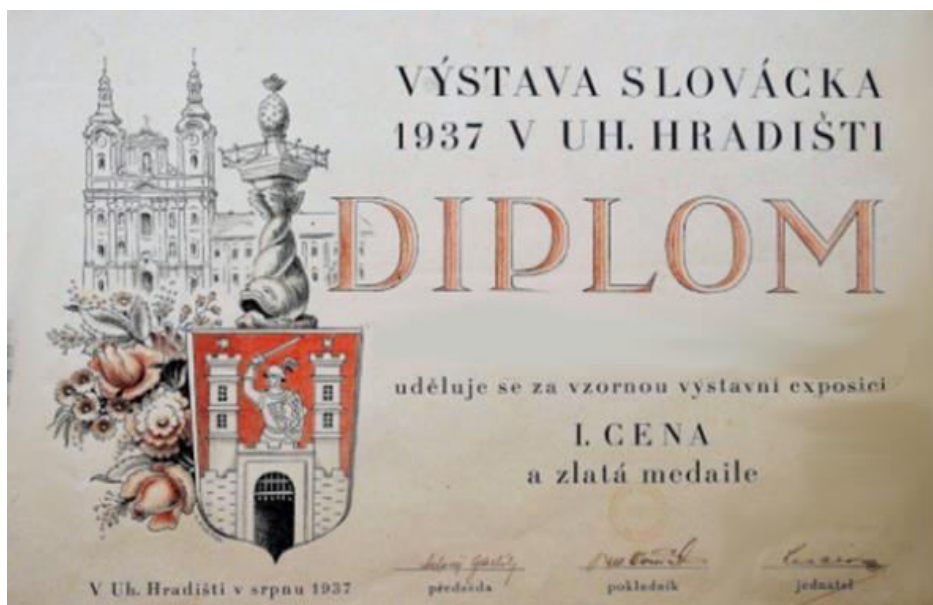 VÝSTAVA SLOVÁCKA
1937 V UH. HRADIŠTI
DIPLOM
uděluje se za vzornou výstavní exposici
I. CENA
a zlatá medaile
V Uh. Hradišti v srpnu 1937
předseda
pokladník
jednatel